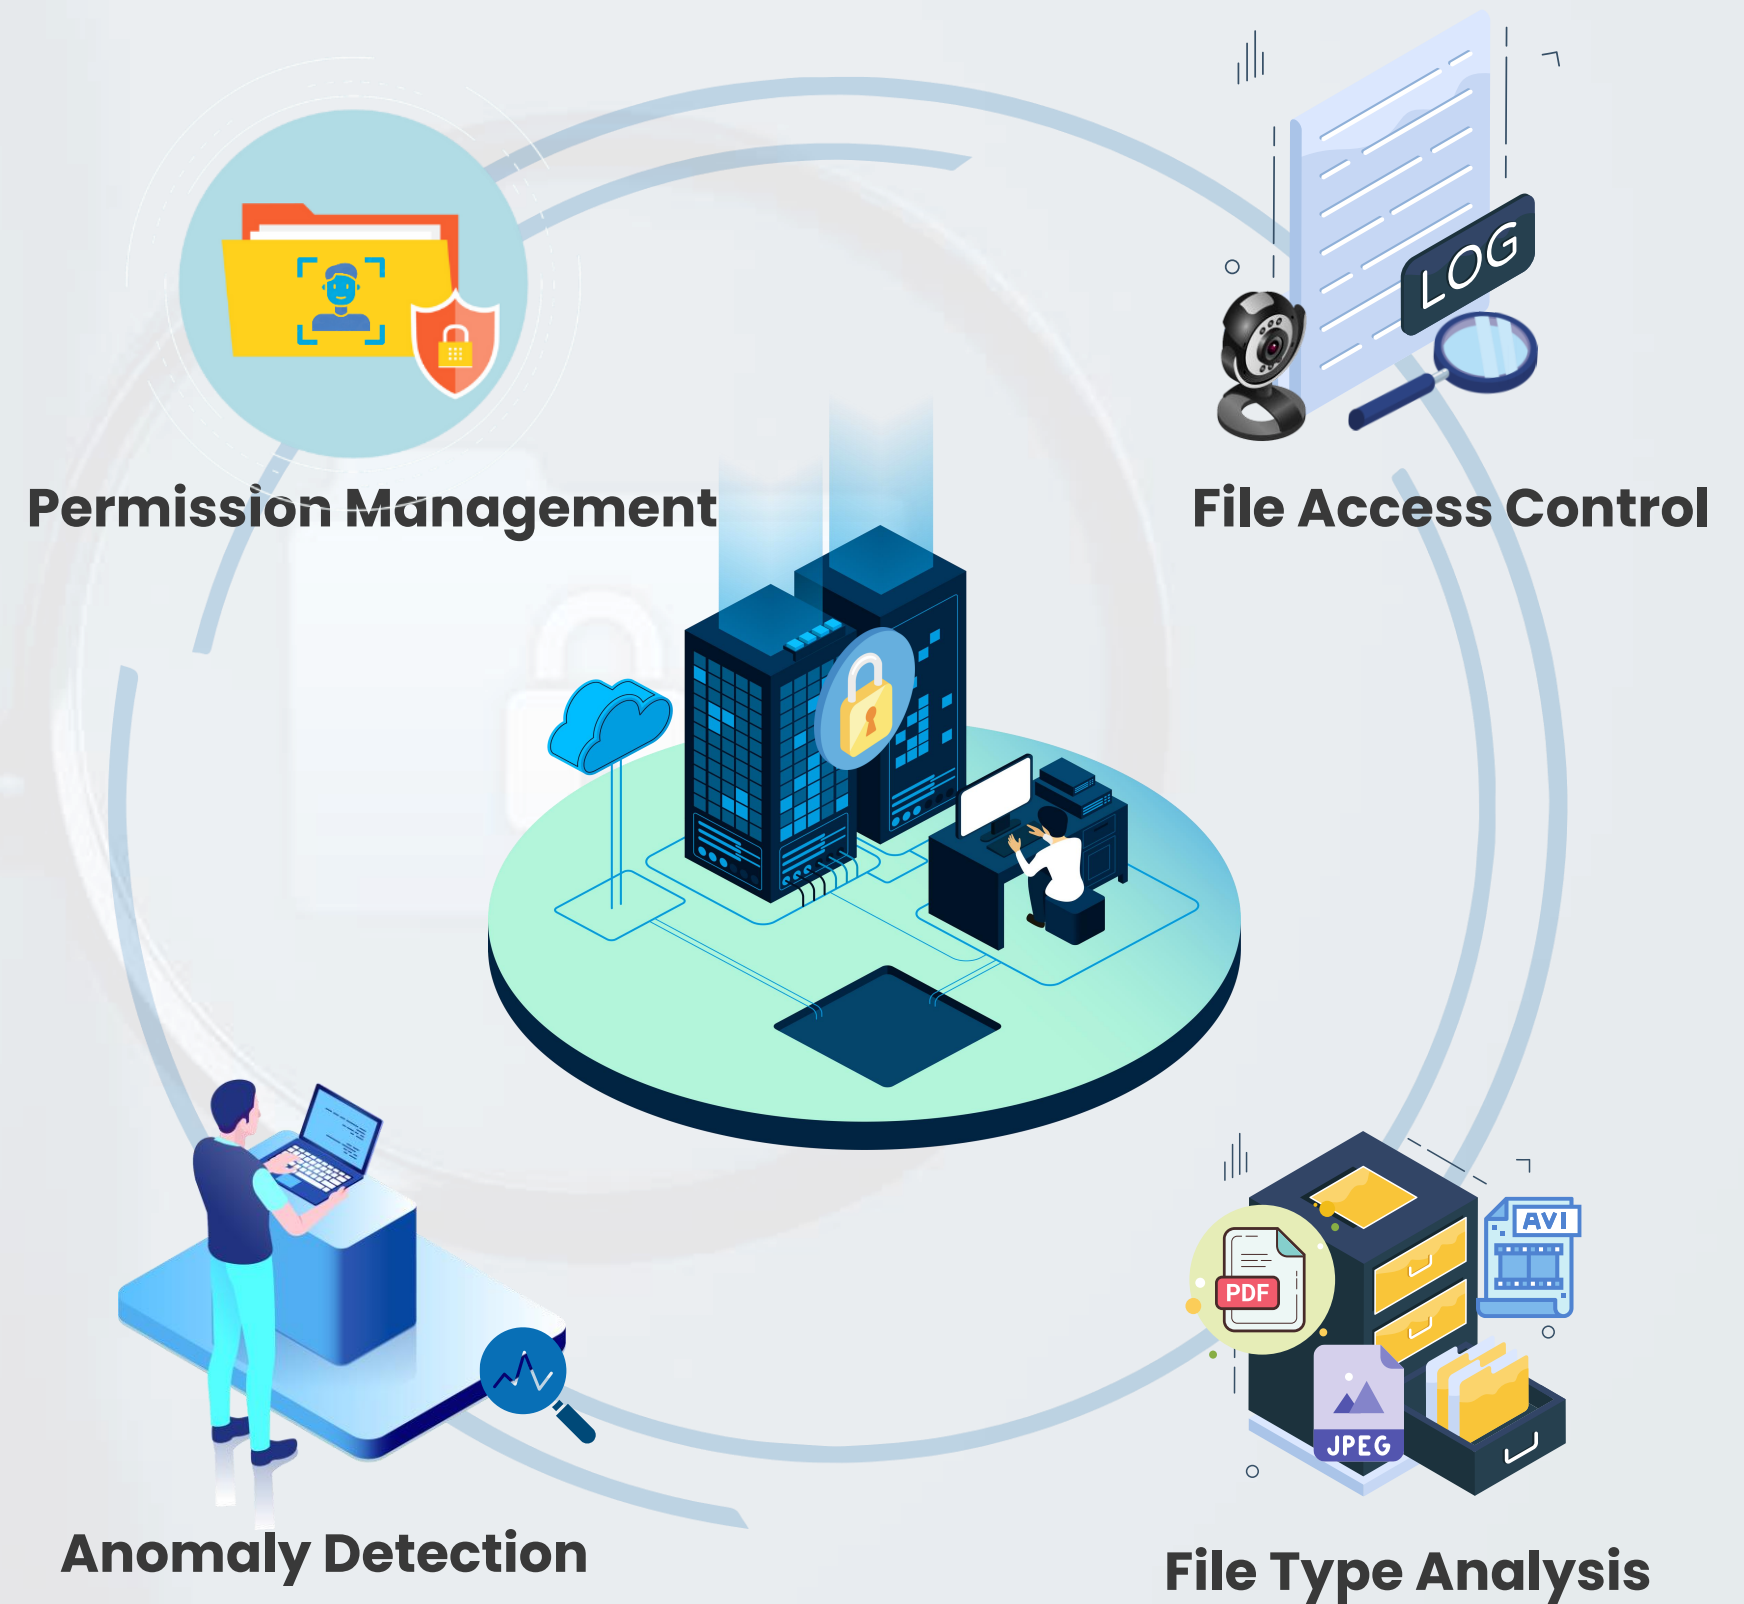 LOG
Permission Management
File Access Control
AVI
PDF
JPEG
Anomaly Detection
File Type Analysis